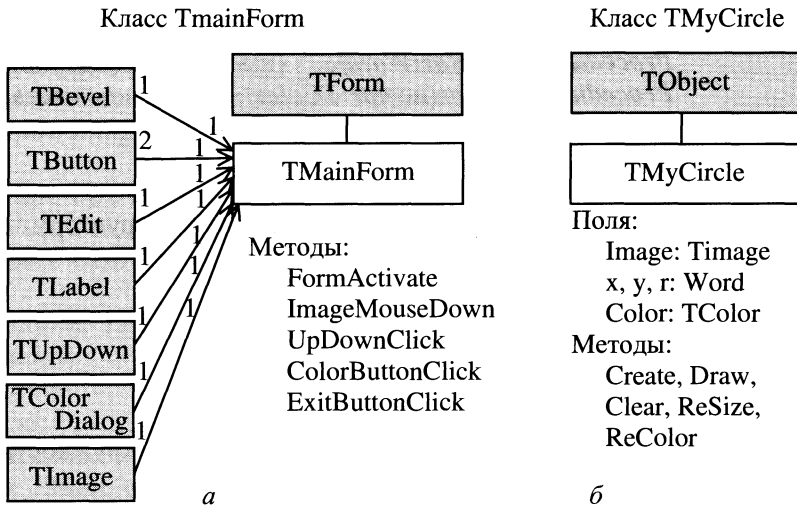 Класс TmainForm
TBevel
TButton
TEdit
TLabel
TUpDown
TColor
Dialog
TImage
1
2
1
1
1
1
1
1
1
1
1
1
1
1
TForm
TMainForm
Методы:
FormActivate
ImageMouseDown
UpDownClick
ColorButtonClick
ExitButtonClick
а
Класс TMyCircle
TObject
TMyCircle
Поля:
Image: Timage
x, y, r: Word
Color: TColor
Методы:
Create, Draw,
Clear, ReSize,
ReColor
б